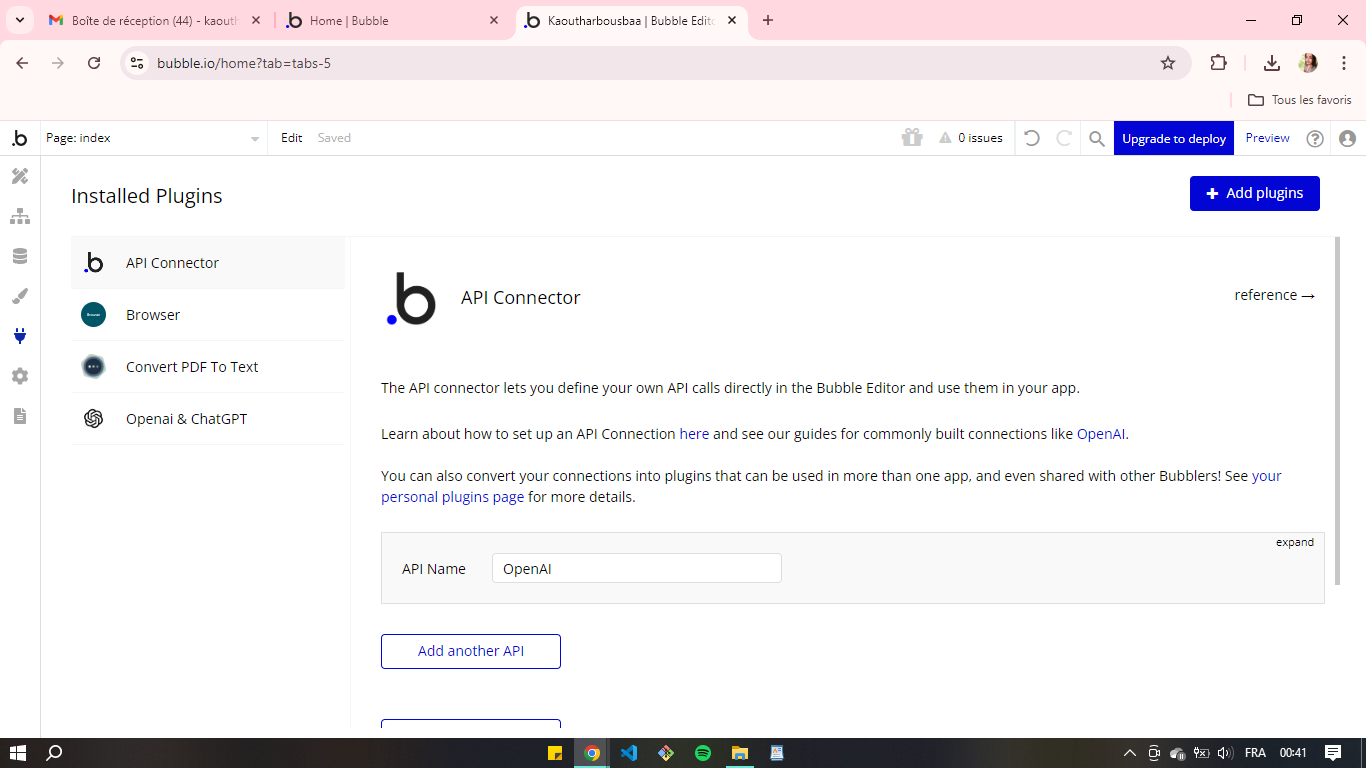 Boîte de réception (44) - kaouth
Home | Bubble
Kaoutharbousbaa | Bubble Edito
bubble.io/home?tab=tabs-5
Tous les favoris
.b
Page: index
Edit
Saved
0 issues
Upgrade to deploy
Preview
Installed Plugins
Add plugins
API Connector
Browser
Convert PDF To Text
Openai & ChatGPT
.b
API Connector
reference →
The API connector lets you define your own API calls directly in the Bubble Editor and use them in your app.
Learn about how to set up an API Connection here and see our guides for commonly built connections like OpenAI.
You can also convert your connections into plugins that can be used in more than one app, and even shared with other Bubblers! See your
personal plugins page for more details.
expand
API Name
OpenAI
Add another API
FRA
00:41